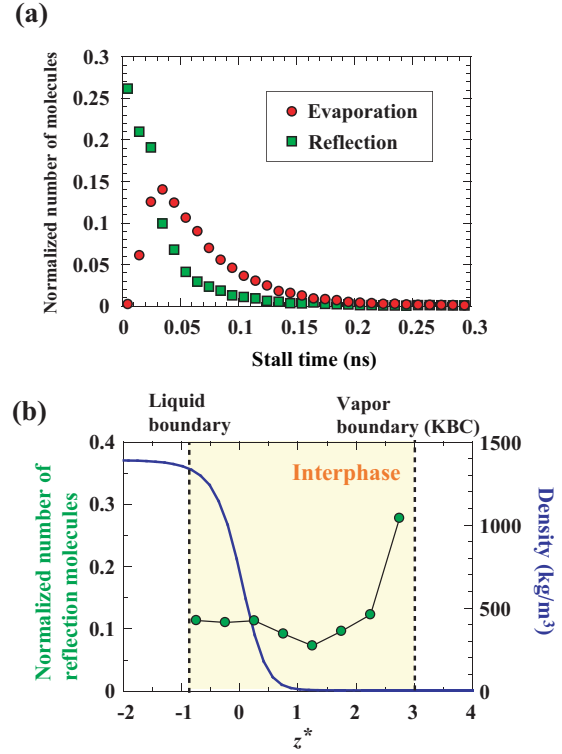 (a)
Normalized number of molecules
0.3
0.25
0.2
0.15
0.1
0.05
0
Evaporation
Reflection
0 0.05 0.1 0.15 0.2 0.25 0.3
Stall time (ns)
(b)
Liquid
boundary
Vapor
boundary (KBC)
Normalized number of
reflection molecules
0.4
0.3
0.2
0.1
0
Interphase
1500
1000
500
0
Density
(kg/m³)
-2 -1 0 1 2 3 4
z*